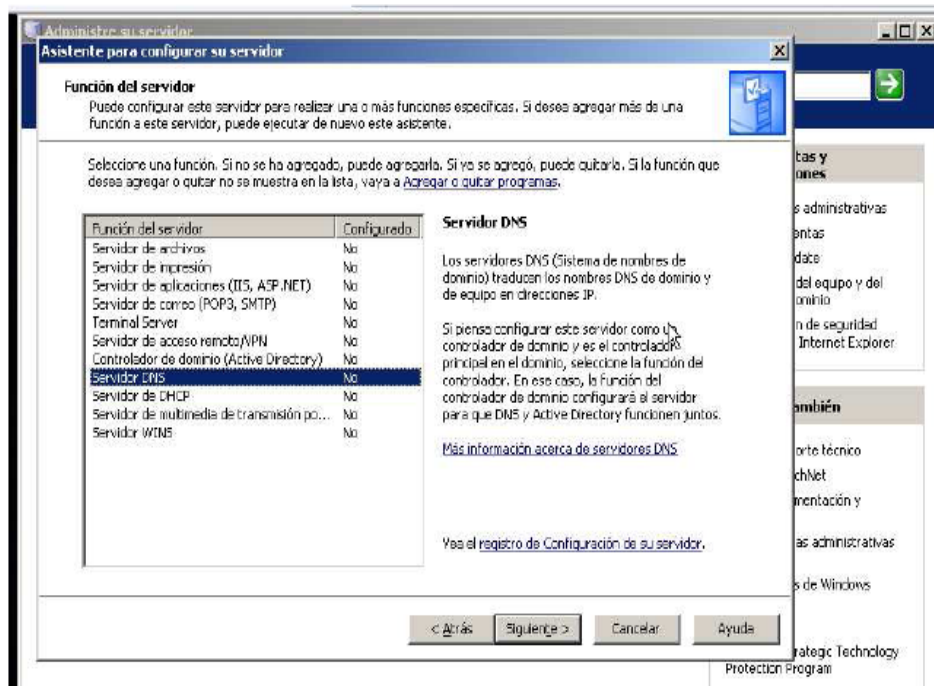 Administre su servidor
Asistente para configurar su servidor
Función del servidor
Puede configurar este servidor para realizar una o más funciones específicas. Si desea agregar más de una
función a este servidor, puede ejecutar de nuevo este asistente.
Seleccione una función. Si no se ha agregado, puede agregarla. Si ya se agregó, puede quitarla. Si la función que
desea agregar o quitar no se muestra en la lista, vaya a Agregar o quitar programas.
Función del servidor Configurado
Servidor de archivos No
Servidor de impresión No
Servidor de aplicaciones (IIS, ASP.NET) No
Servidor de correo (POP3, SMTP) No
Terminal Server No
Servidor de acceso remoto/VPN No
Controlador de dominio (Active Directory) No
Servidor DNS No
Servidor de DHCP No
Servidor de multimedia de transmisión po... No
Servidor WINS No
Servidor DNS
Los servidores DNS (Sistema de nombres de
dominio) traducen los nombres DNS de dominio y
de equipo en direcciones IP.
Si piensa configurar este servidor como un
controlador de dominio y es el controlador
principal en el dominio, seleccione la función del
controlador. En ese caso, la función del
controlador de dominio configurará el servidor
para que DNS y Active Directory funcionen juntos.
Más información acerca de servidores DNS
Vea el registro de Configuración de su servidor.
< Atrás Siguiente > Cancelar Ayuda
tas y
ones
s administrativas
entas
date
del equipo y del
ominio
n de seguridad
Internet Explorer
ambién
orte técnico
chNet
mentación y
as administrativas
s de Windows
rategic Technology
Protection Program